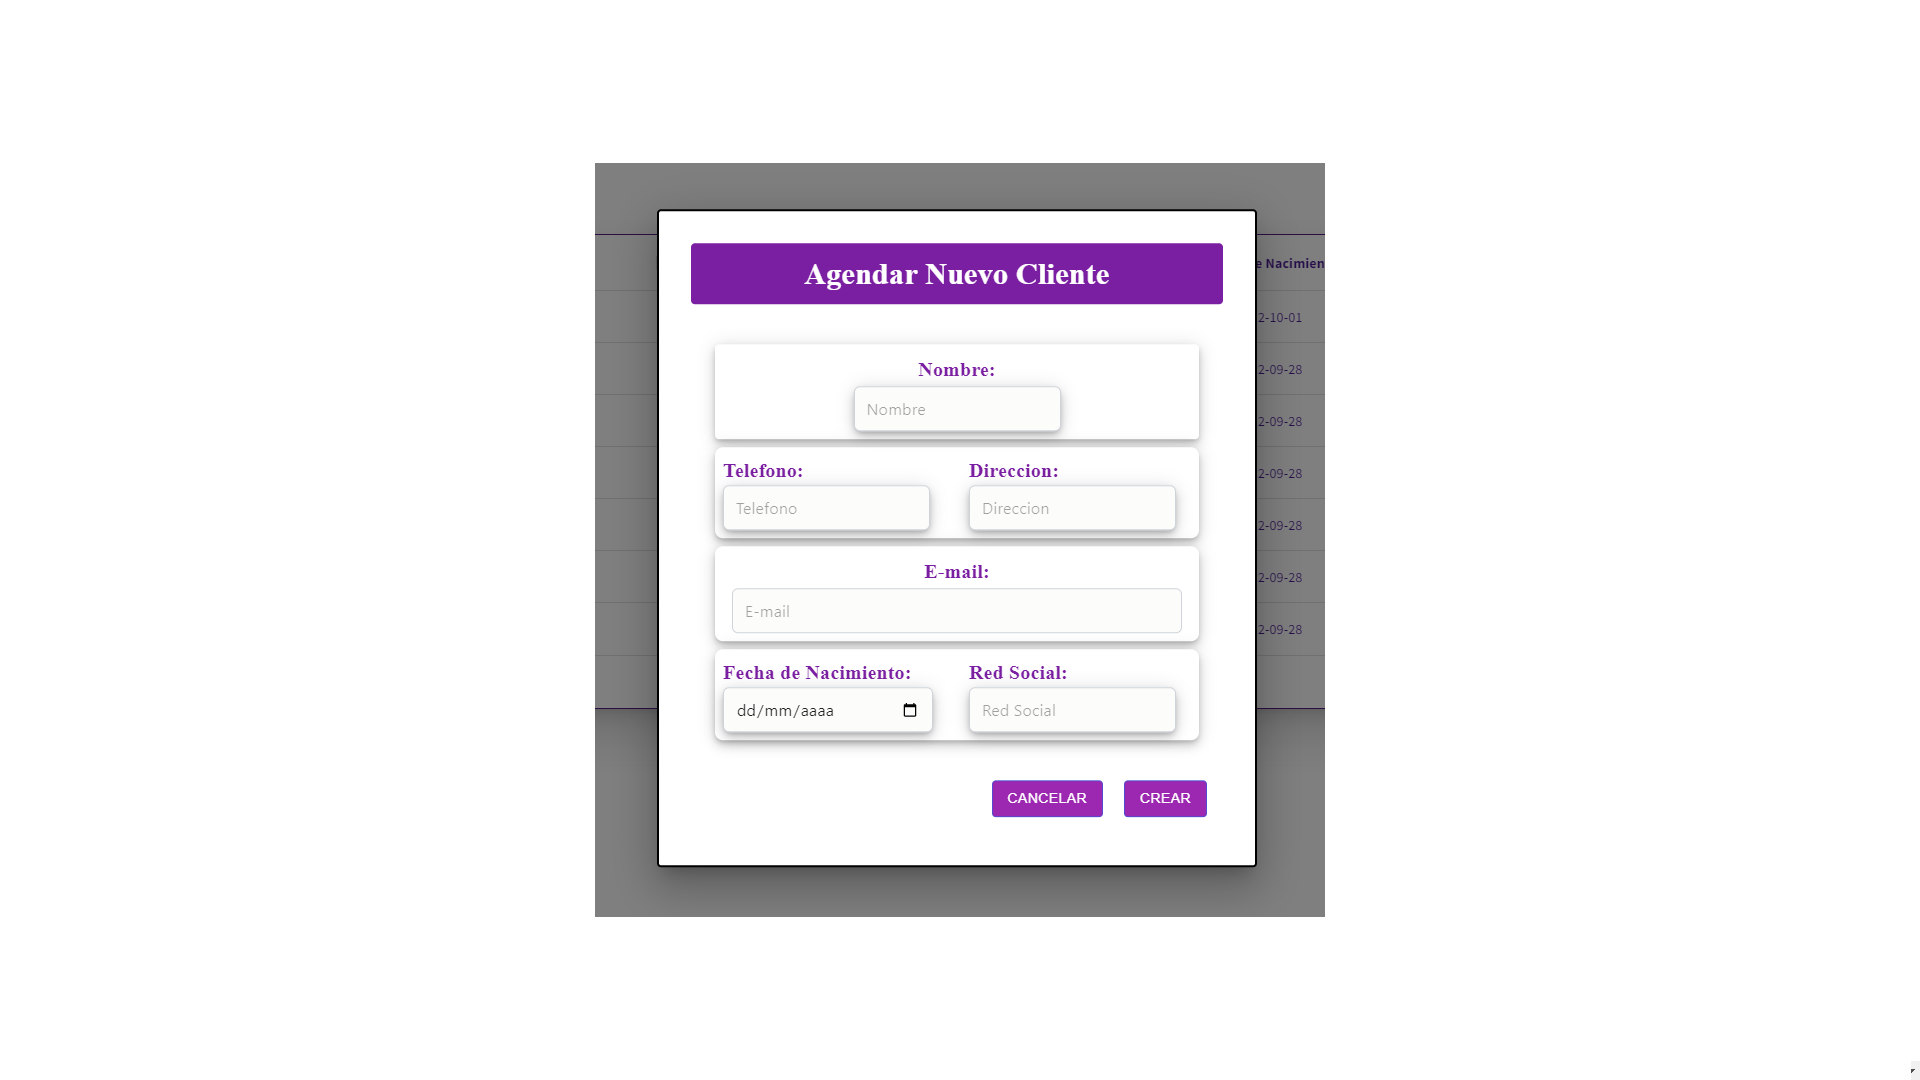 Agendar Nuevo Cliente
e Nacimien
Nombre:
Nombre
2-10-01
2-09-28
2-09-28
Telefono: Direccion:
Telefono Direccion
2-09-28
2-09-28
E-mail:
E-mail
2-09-28
2-09-28
Fecha de Nacimiento: Red Social:
dd/mm/aaaa Red Social
CANCELAR CREAR